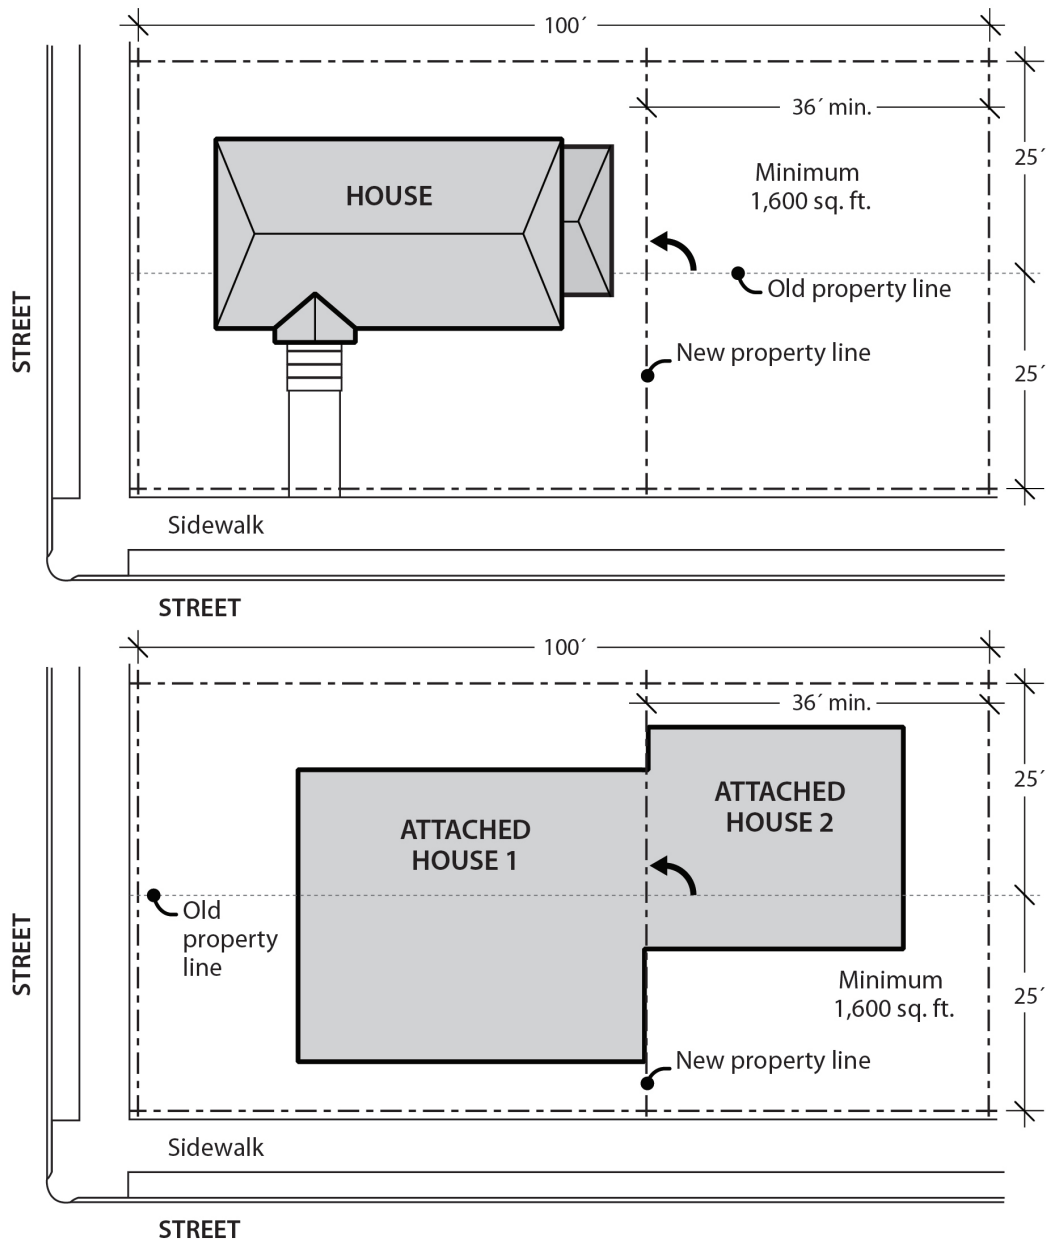 100´
36´ min.
25´
Minimum
1,600 sq. ft.
HOUSE
Old property line
New property line
25´
STREET
Sidewalk
STREET
100´
36´ min.
25´
ATTACHED
HOUSE 2
ATTACHED
HOUSE 1
Old
property
line
Minimum
1,600 sq. ft.
25´
New property line
STREET
Sidewalk
STREET